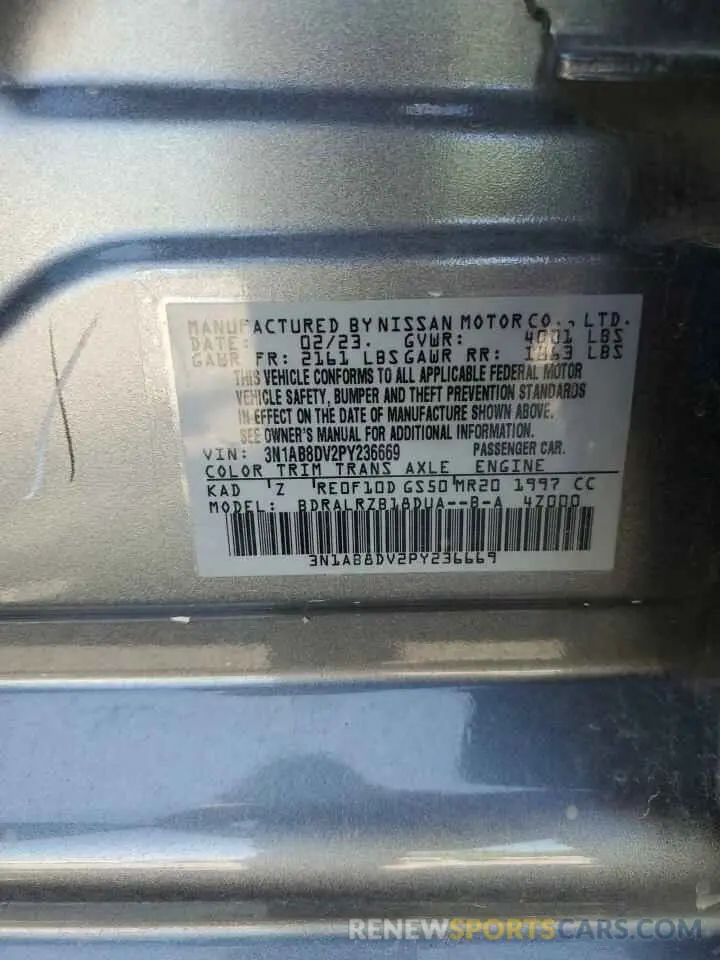 MANUFACTURED BY NISSAN MOTOR CO., LTD.
DATE: 02/23. GVWR: 4001 LBS
GAWR FR: 2161 LBS GAWR RR: 1863 LBS
THIS VEHICLE CONFORMS TO ALL APPLICABLE FEDERAL MOTOR
VEHICLE SAFETY, BUMPER AND THEFT PREVENTION STANDARDS
IN EFFECT ON THE DATE OF MANUFACTURE SHOWN ABOVE.
SEE OWNER'S MANUAL FOR ADDITIONAL INFORMATION.
VIN: 3N1AB8DV2PY236669 PASSENGER CAR.
COLOR TRIM TRANS AXLE ENGINE
KAD Z RE0F10D GS50 MR20 1997 CC
MODEL: BDRALRZB18DUA--B-A 4Z000
3N1AB8DV2PY236669
RENEWSPORTSCARS.COM